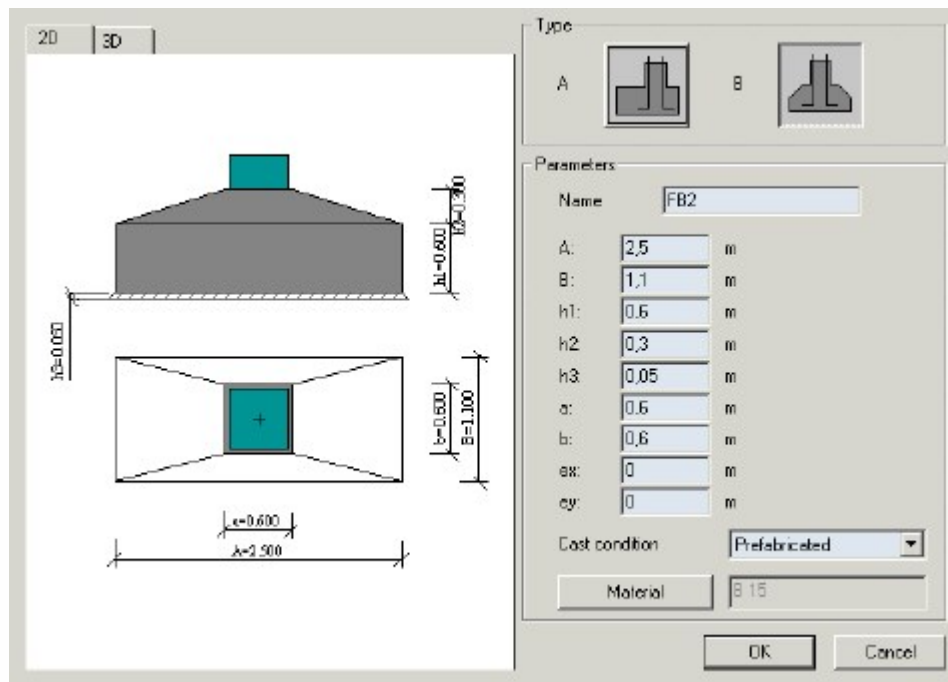 2D
3D
h2=0.300
h1=0.600
h3=0.050
b=0.600
B=1.100
a=0.600
A=2.500
Type
A
B
Parameters
Name FB2
A: 2,5 m
B: 1,1 m
h1: 0.6 m
h2: 0,3 m
h3: 0,05 m
a: 0.6 m
b: 0,6 m
ex: 0 m
ey: 0 m
Cast condition Prefabricated
Material B 15
OK Cancel